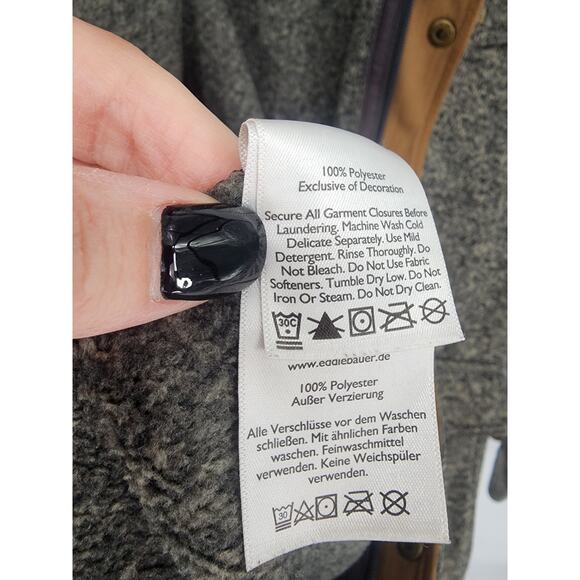 100% Polyester
Exclusive of Decoration
Secure All Garment Closures Before
Laundering. Machine Wash Cold
Delicate Separately. Use Mild
Detergent. Rinse Thoroughly. Do
Not Bleach. Do Not Use Fabric
Softeners. Tumble Dry Low. Do Not
Iron Or Steam. Do Not Dry Clean.
30C
www.eddiebauer.de
100% Polyester
Außer Verzierung
Alle Verschlüsse vor dem Waschen
schließen. Mit ähnlichen Farben
waschen. Feinwaschmittel
verwenden. Keine Weichspüler
verwenden.
30